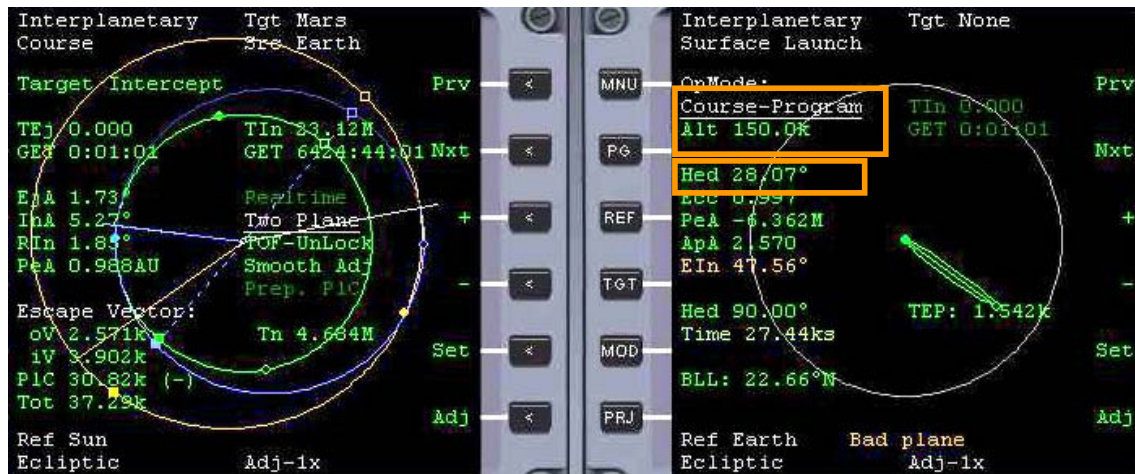 Interplanetary Tgt Mars
Course Src Earth
Target Intercept Prv
TEj 0.000 TIn 23.12M
GET 0:01:01 GET 6424:44:01 Nxt
EjA 1.73° Realtime
InA 5.27° Two Plane +
RIn 1.85° TOF-UnLock
PeA 0.988AU Smooth Adj -
Prep. PlC
Escape Vector:
oV 2.571k Tn 4.684M
iV 3.902k Set
PlC 30.82k (-)
Tot 37.29k
Adj
Ref Sun
Ecliptic Adj-1x
<
<
<
<
<
<
MNU
PG
REF
TGT
MOD
PRJ
Interplanetary Tgt None
Surface Launch
OpMode: Prv
Course-Program TIn 0.000
Alt 150.0k GET 0:01:01
Nxt
Hed 28.07°
Ecc 0.997
PeA -6.362M +
ApA 2.570
EIn 47.56°
-
Hed 90.00° TEP: 1.542k
Time 27.44ks
Set
BLL: 22.66°N
Adj
Ref Earth Bad plane
Ecliptic Adj-1x